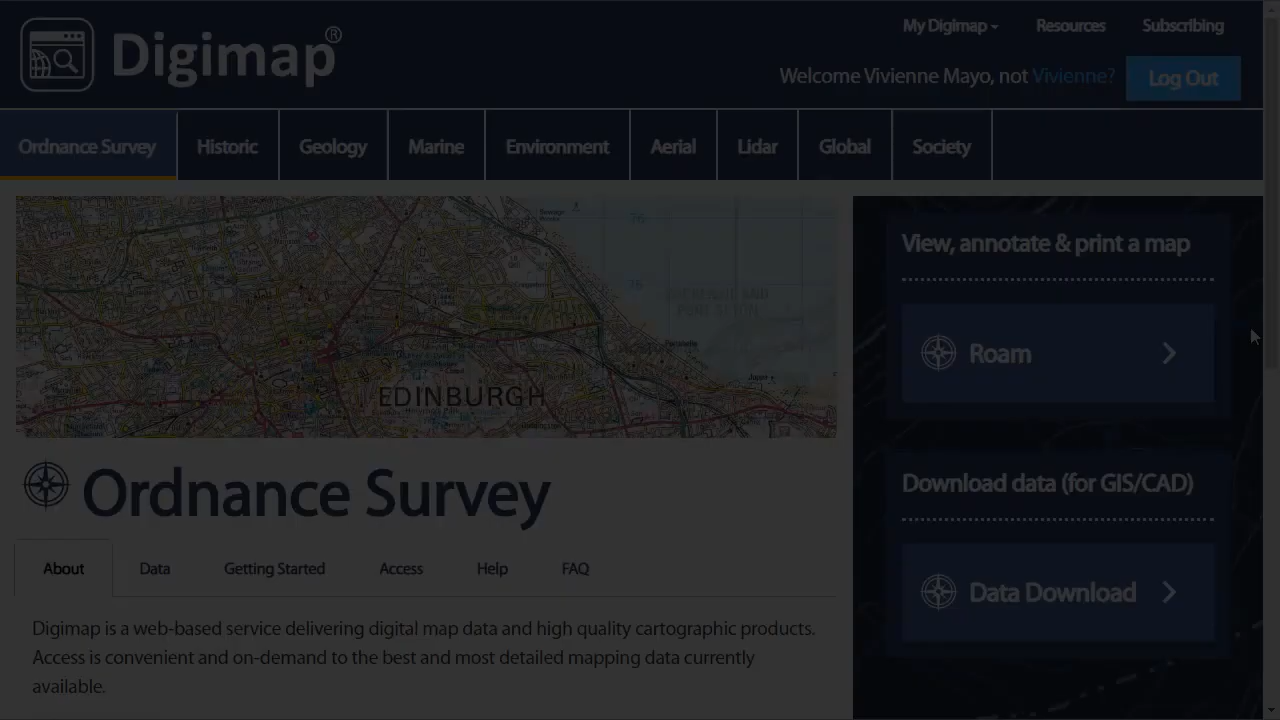 Digimap®
My Digimap
Resources
Subscribing
Welcome Vivienne Mayo, not Vivienne?
Log Out
Ordnance Survey
Historic
Geology
Marine
Environment
Aerial
Lidar
Global
Society
EDINBURGH
View, annotate & print a map
Roam
Download data (for GIS/CAD)
Data Download
Ordnance Survey
About
Data
Getting Started
Access
Help
FAQ
Digimap is a web-based service delivering digital map data and high quality cartographic products.
Access is convenient and on-demand to the best and most detailed mapping data currently
available.